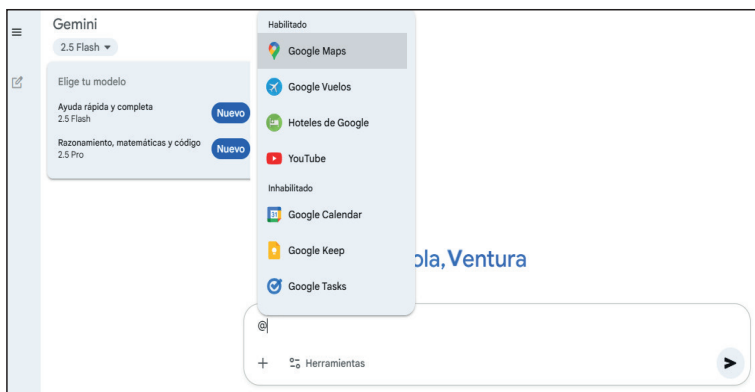 Gemini
2.5 Flash
Elige tu modelo
Ayuda rápida y completa
2.5 Flash
Nuevo
Razonamiento, matemáticas y código
2.5 Pro
Nuevo
Habilitado
Google Maps
Google Vuelos
Hoteles de Google
YouTube
Inhabilitado
31
Google Calendar
Google Keep
Google Tasks
ola, Ventura
@
Herramientas